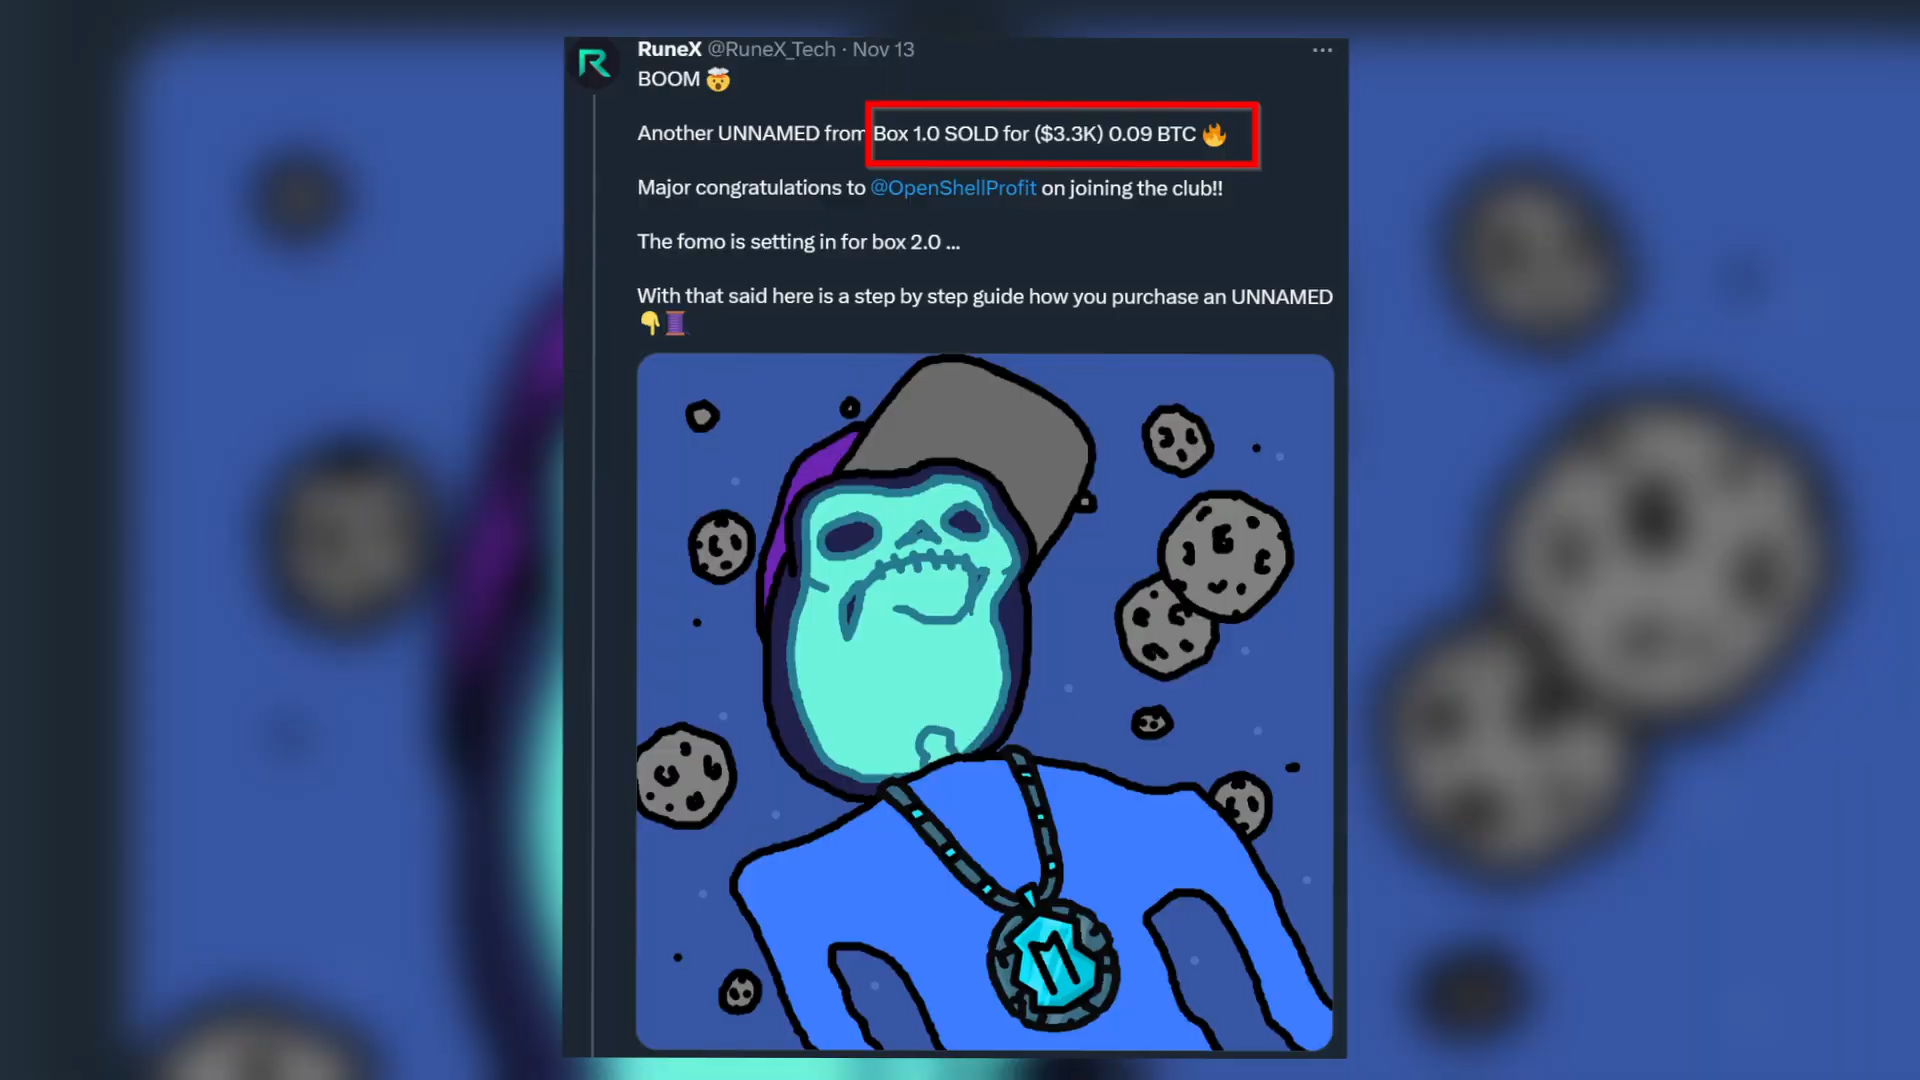 RuneX @RuneX_Tech · Nov 13
BOOM 🤯
Another UNNAMED from Box 1.0 SOLD for ($3.3K) 0.09 BTC 🔥
Major congratulations to @OpenShellProfit on joining the club!!
The fomo is setting in for box 2.0 ...
With that said here is a step by step guide how you purchase an UNNAMED
👇🧵